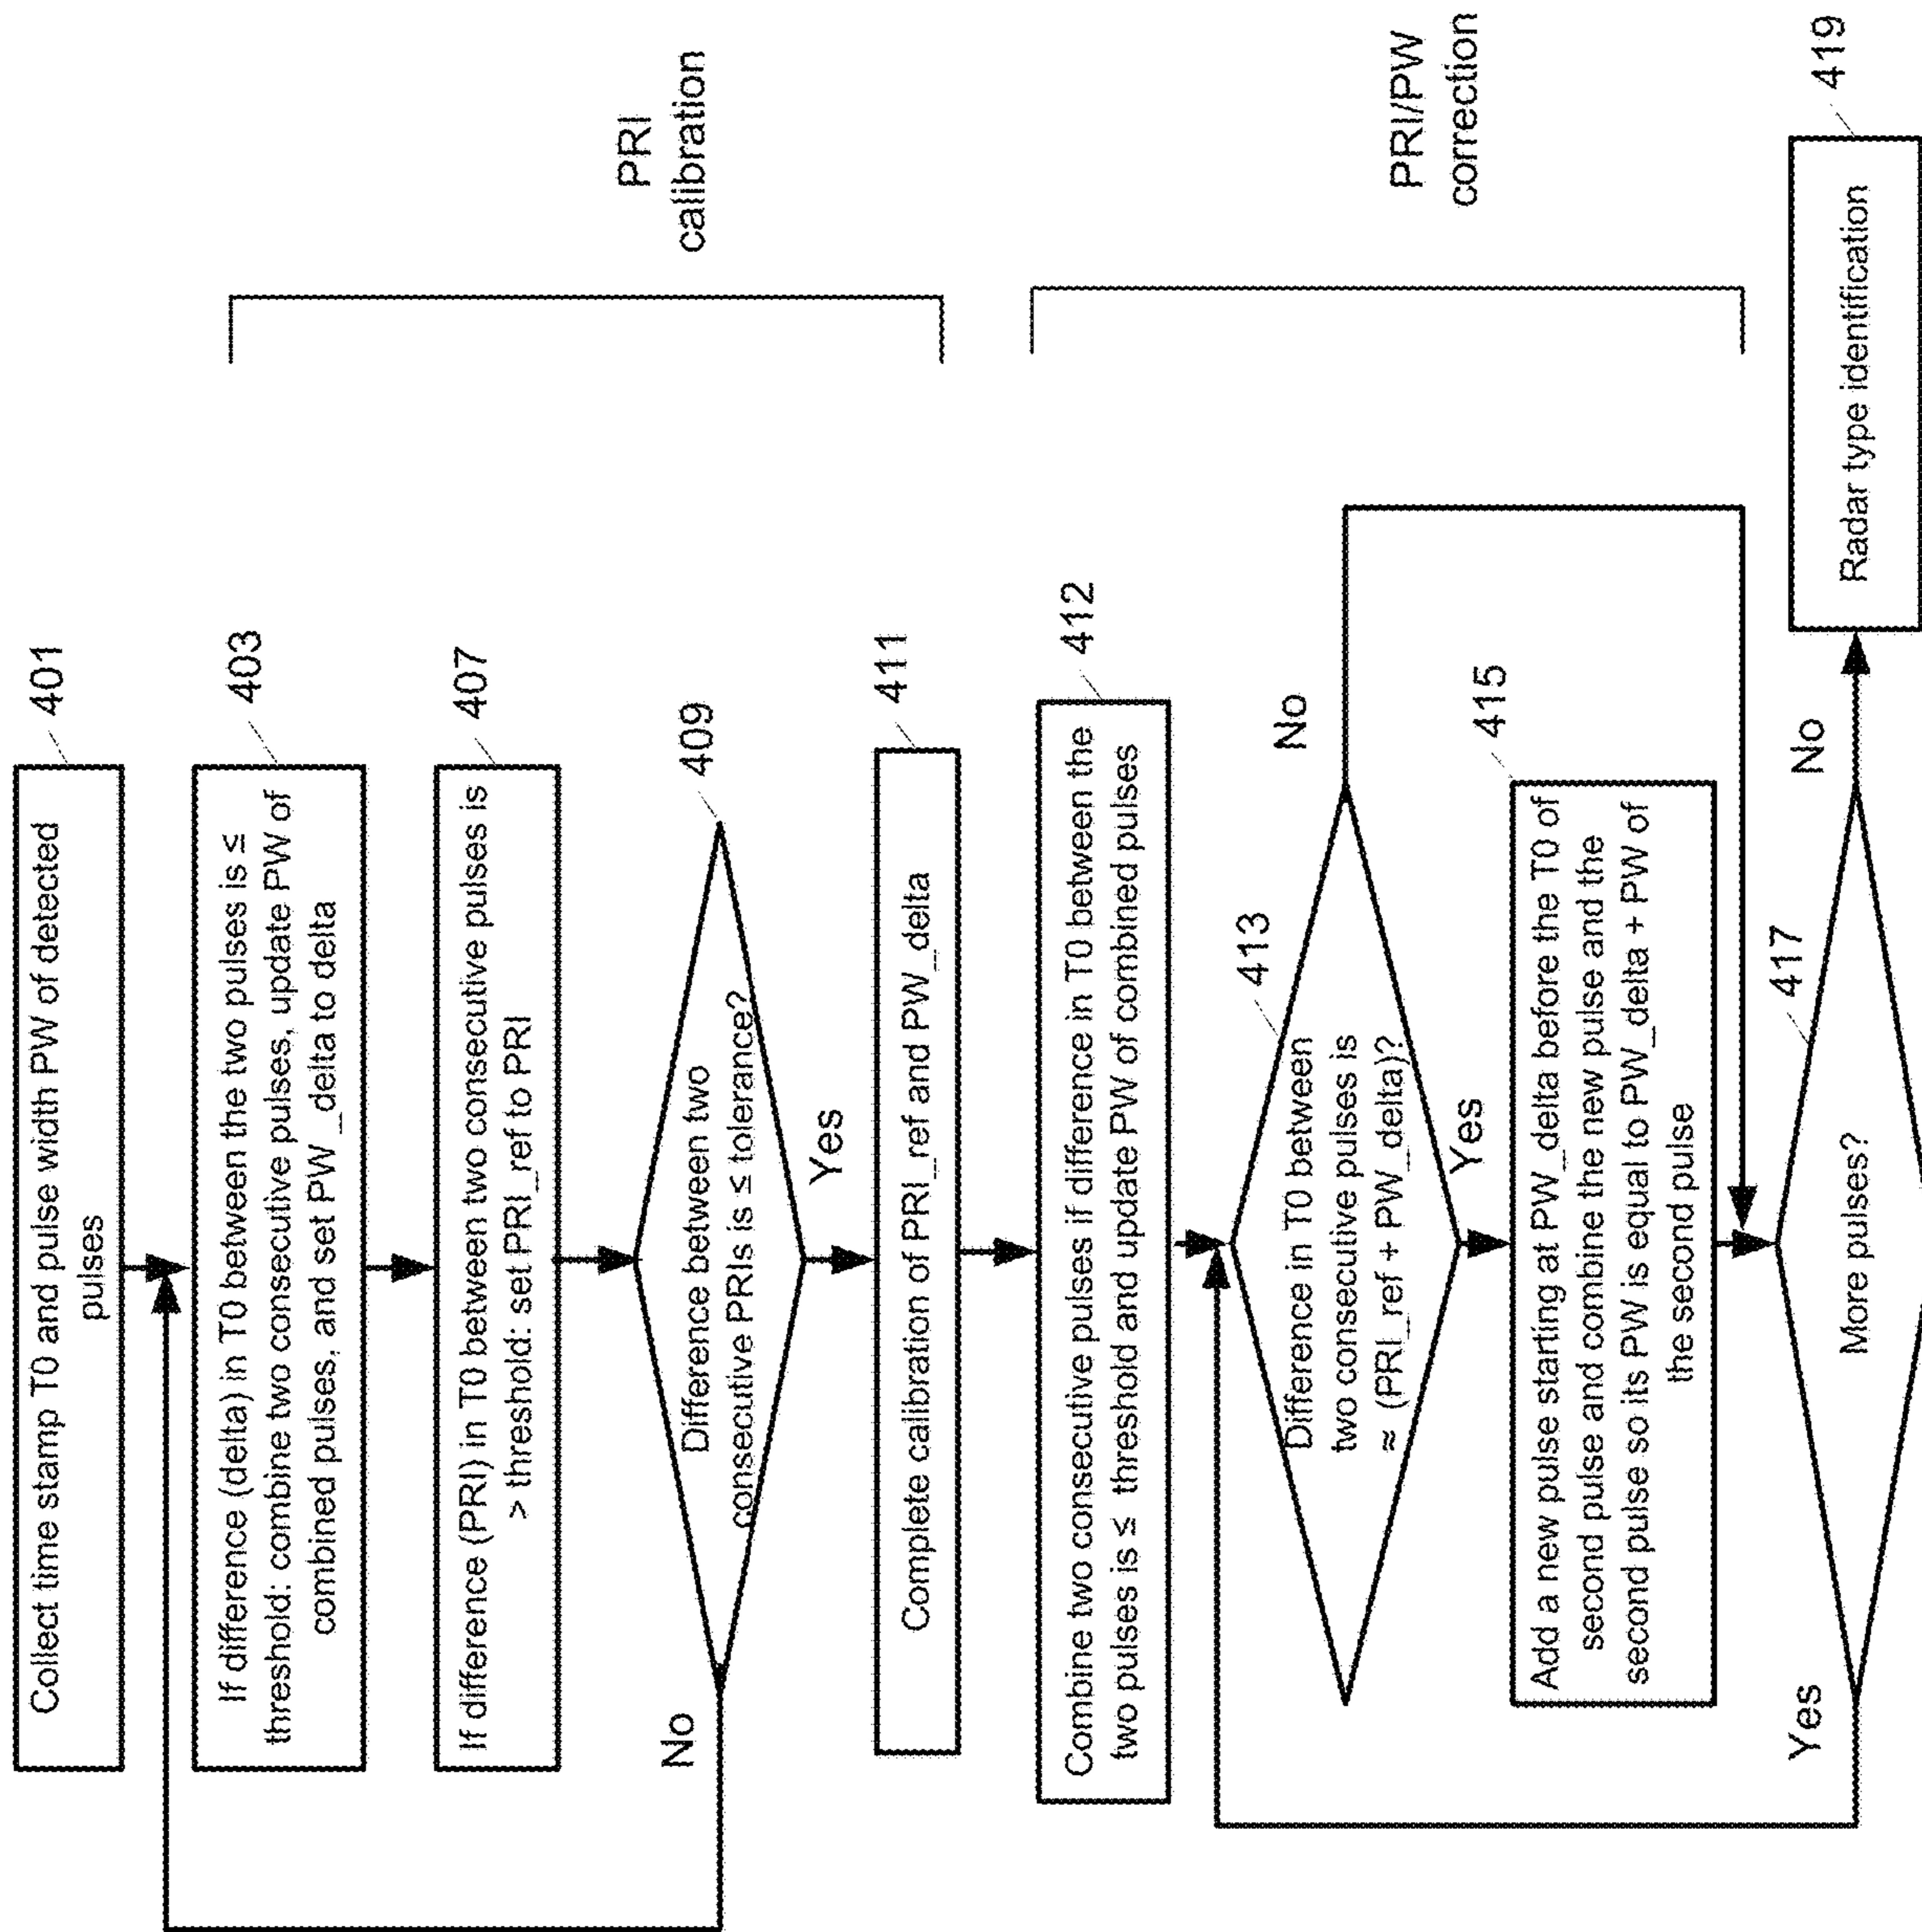 Collect time stamp T0 and pulse width PW of detected
pulses
401
If difference (delta) in T0 between the two pulses is ≤
threshold: combine two consecutive pulses, update PW of
combined pulses, and set PW_delta to delta
403
If difference (PRI) in T0 between two consecutive pulses is
> threshold: set PRI_ref to PRI
407
Difference between two
consecutive PRIs is ≤ tolerance?
409
No
Yes
Complete calibration of PRI_ref and PW_delta
411
PRI
calibration
Combine two consecutive pulses if difference in T0 between the
two pulses is ≤ threshold and update PW of combined pulses
412
Difference in T0 between
two consecutive pulses is
≈ (PRI_ref + PW_delta)?
413
No
Yes
Add a new pulse starting at PW_delta before the T0 of
second pulse and combine the new pulse and the
second pulse so its PW is equal to PW_delta + PW of
the second pulse
415
PRI/PW
correction
More pulses?
417
Yes
No
Radar type identification
419